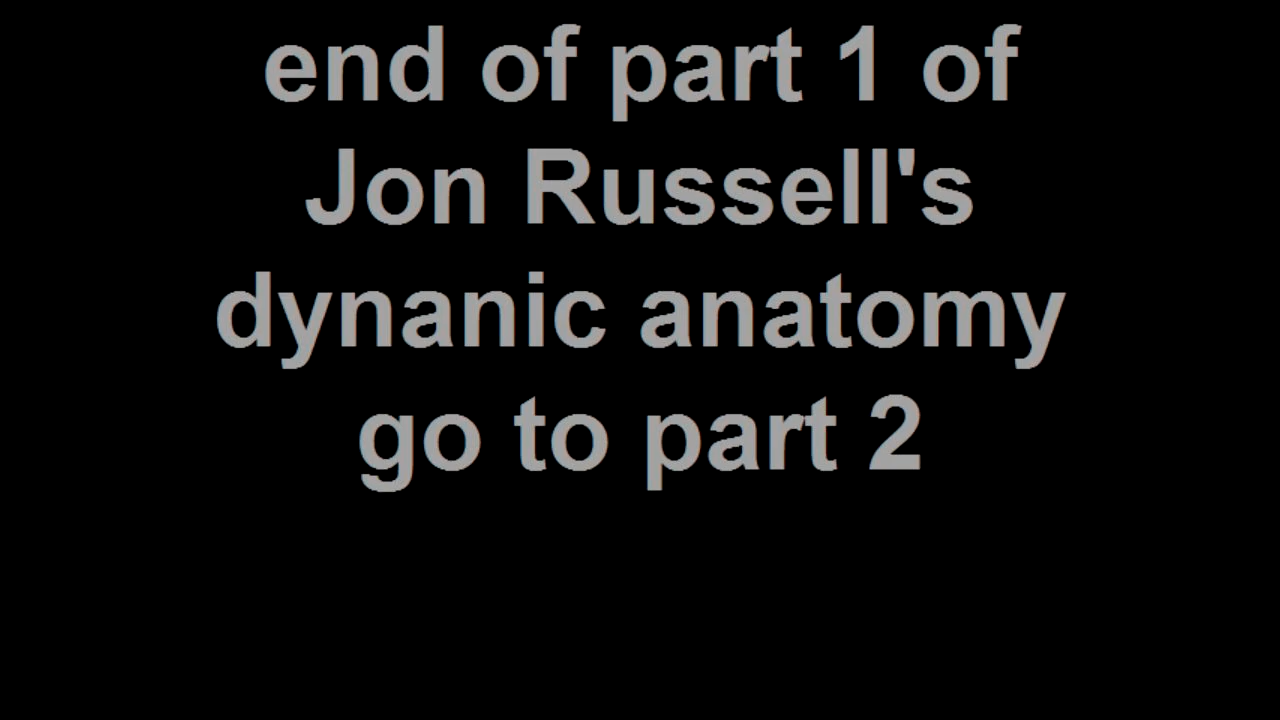 end of part 1 of
Jon Russell's
dynanic anatomy
go to part 2